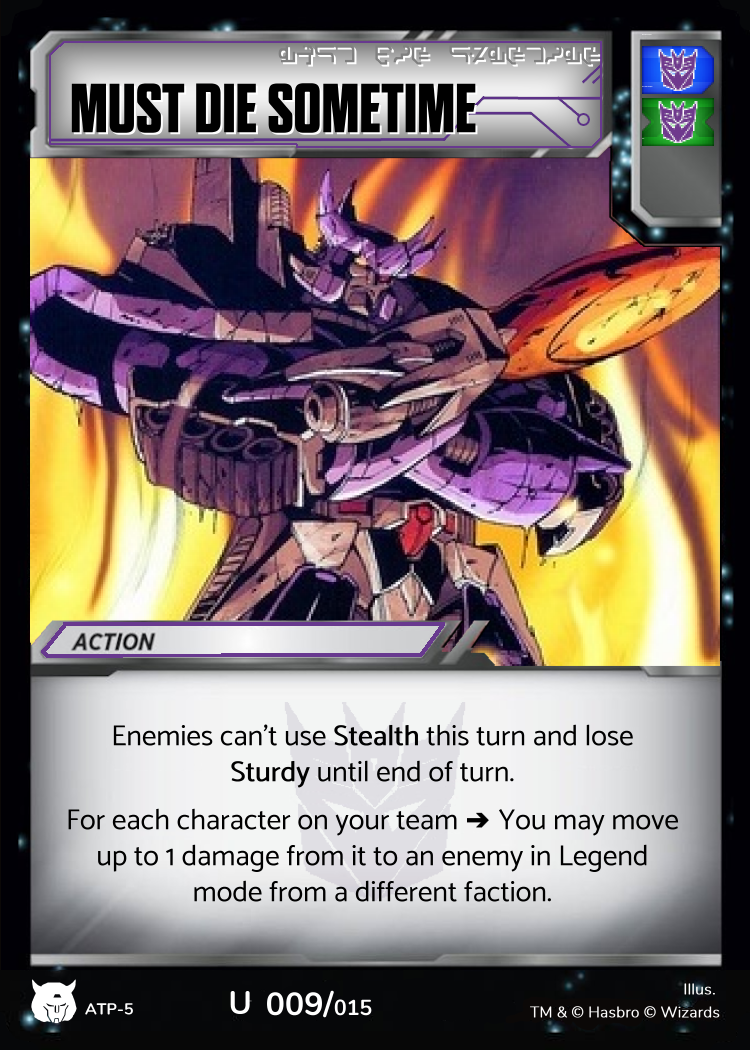 MUST DIE SOMETIME
ACTION
Enemies can't use Stealth this turn and lose
Sturdy until end of turn.
For each character on your team ➔ You may move
up to 1 damage from it to an enemy in Legend
mode from a different faction.
ATP-5
U 009/015
Illus.
TM & © Hasbro © Wizards